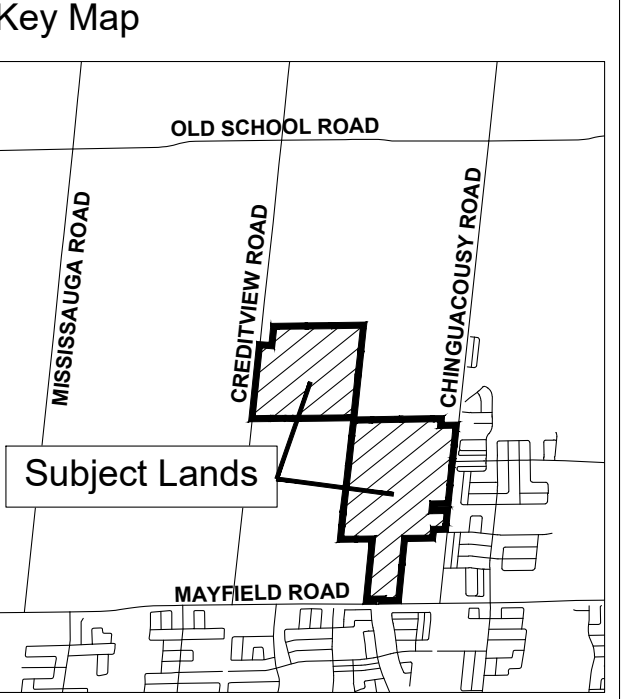 Key Map
OLD SCHOOL ROAD
MISSISSAUGA ROAD
CREDITVIEW ROAD
CHINGUACOUSY ROAD
Subject Lands
MAYFIELD ROAD